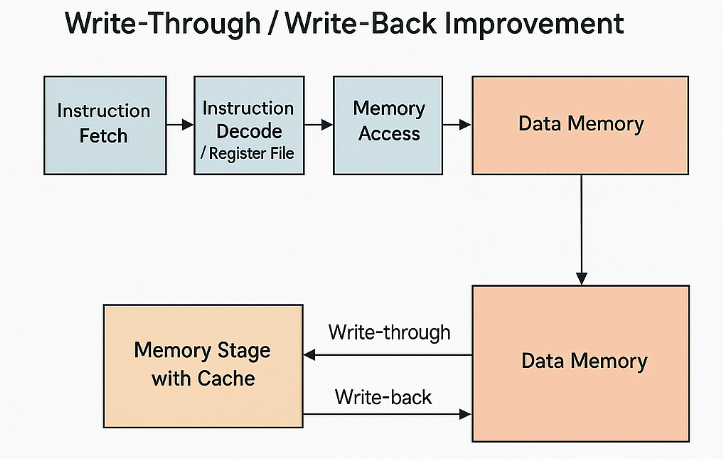 Write-Through / Write-Back Improvement
Instruction
Fetch
Instruction
Decode
/ Register File
Memory
Access
Data Memory
Memory Stage
with Cache
Write-through
Write-back
Data Memory